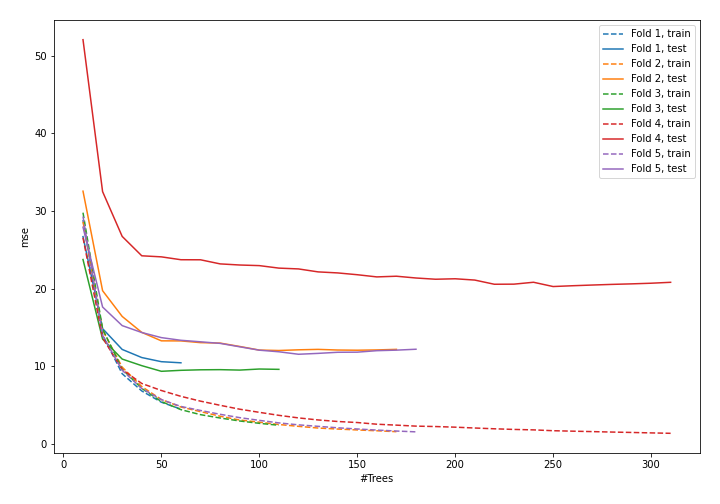 Fold 1, train
Fold 1, test
Fold 2, train
Fold 2, test
Fold 3, train
Fold 3, test
Fold 4, train
Fold 4, test
Fold 5, train
Fold 5, test
50
40
30
20
10
0
mse
0 50 100 150 200 250 300
#Trees